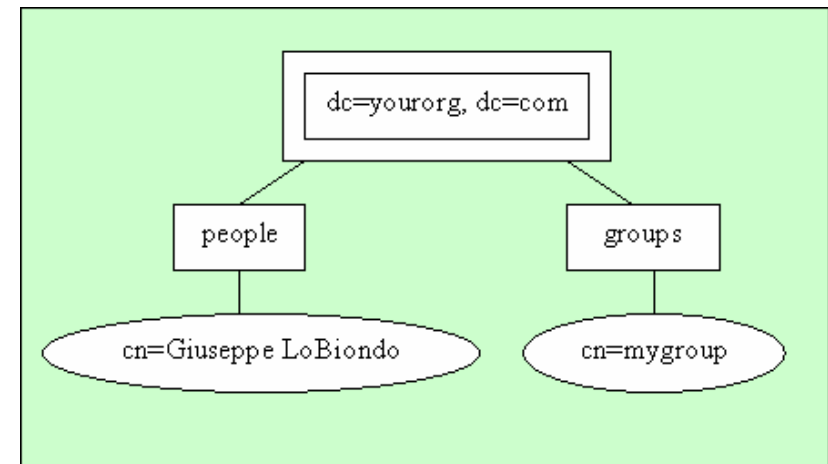 dc=yourorg, dc=com
people
groups
cn=Giuseppe LoBiondo
cn=mygroup